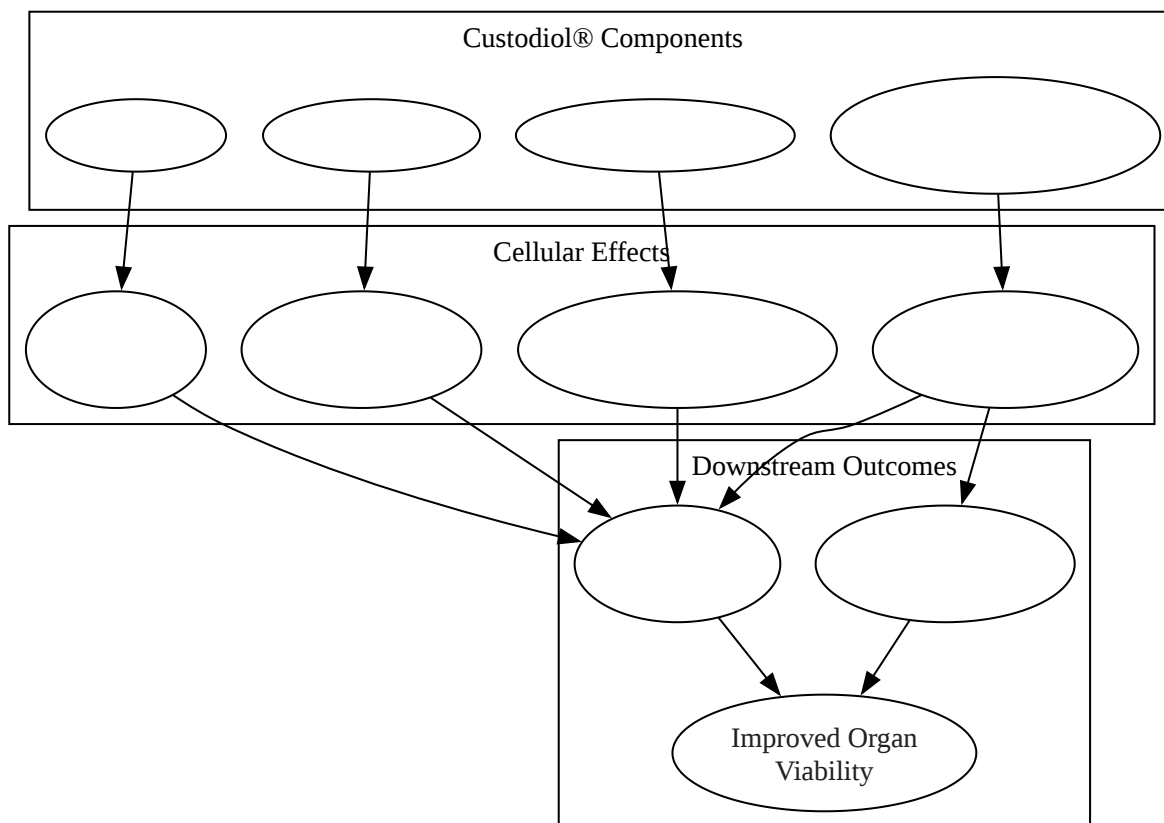 Custodiol® Components
Cellular Effects
Downstream Outcomes
Improved Organ
Viability